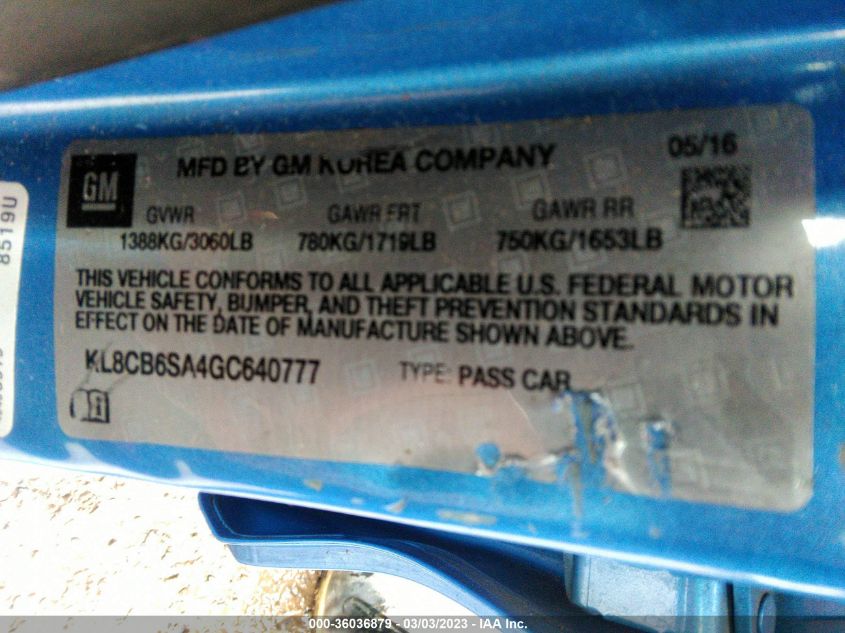 GM
MFD BY GM KOREA COMPANY
05/16
GVWR GAWR FRT GAWR RR
1388KG/3060LB 780KG/1719LB 750KG/1653LB
THIS VEHICLE CONFORMS TO ALL APPLICABLE U.S. FEDERAL MOTOR
VEHICLE SAFETY, BUMPER, AND THEFT PREVENTION STANDARDS IN
EFFECT ON THE DATE OF MANUFACTURE SHOWN ABOVE.
KL8CB6SA4GC640777 TYPE: PASS CAR
8519U
000-36036879 - 03/03/2023 - IAA Inc.